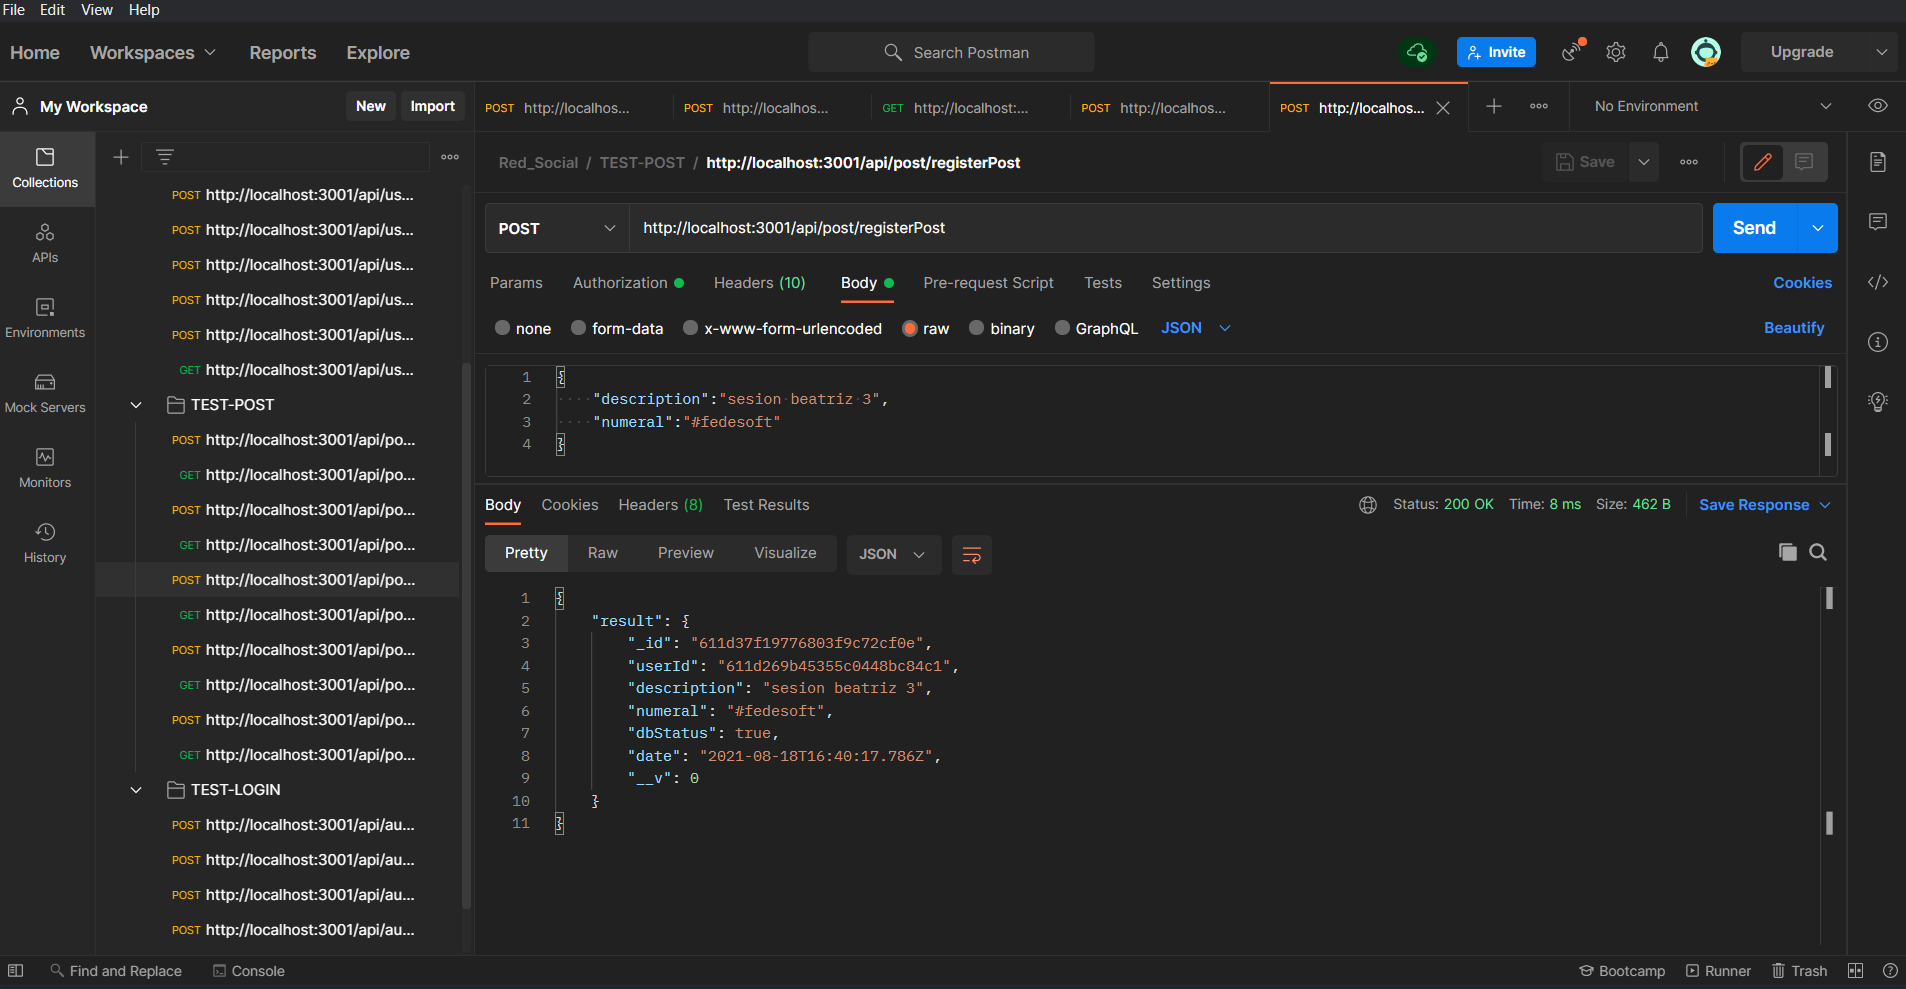 File Edit View Help
Home Workspaces Reports Explore Search Postman Invite Upgrade
My Workspace New Import
POST http://localhos... POST http://localhos... GET http://localhost:... POST http://localhos... POST http://localhos... No Environment
Collections
APIs
Environments
Mock Servers
Monitors
History
POST http://localhost:3001/api/us...
POST http://localhost:3001/api/us...
POST http://localhost:3001/api/us...
POST http://localhost:3001/api/us...
POST http://localhost:3001/api/us...
GET http://localhost:3001/api/us...
TEST-POST
POST http://localhost:3001/api/po...
GET http://localhost:3001/api/po...
POST http://localhost:3001/api/po...
GET http://localhost:3001/api/po...
POST http://localhost:3001/api/po...
GET http://localhost:3001/api/po...
POST http://localhost:3001/api/po...
GET http://localhost:3001/api/po...
POST http://localhost:3001/api/po...
GET http://localhost:3001/api/po...
TEST-LOGIN
POST http://localhost:3001/api/au...
POST http://localhost:3001/api/au...
POST http://localhost:3001/api/au...
POST http://localhost:3001/api/au...
Red_Social / TEST-POST / http://localhost:3001/api/post/registerPost Save
POST http://localhost:3001/api/post/registerPost Send
Params Authorization Headers (10) Body Pre-request Script Tests Settings Cookies
none form-data x-www-form-urlencoded raw binary GraphQL JSON Beautify
1 {
2 "description":"sesion beatriz 3",
3 "numeral":"#fedesoft"
4 }
Body Cookies Headers (8) Test Results Status: 200 OK Time: 8 ms Size: 462 B Save Response
Pretty Raw Preview Visualize JSON
1 {
2 "result": {
3 "_id": "611d37f19776803f9c72cf0e",
4 "userId": "611d269b45355c0448bc84c1",
5 "description": "sesion beatriz 3",
6 "numeral": "#fedesoft",
7 "dbStatus": true,
8 "date": "2021-08-18T16:40:17.786Z",
9 "__v": 0
10 }
11 }
Find and Replace Console Bootcamp Runner Trash